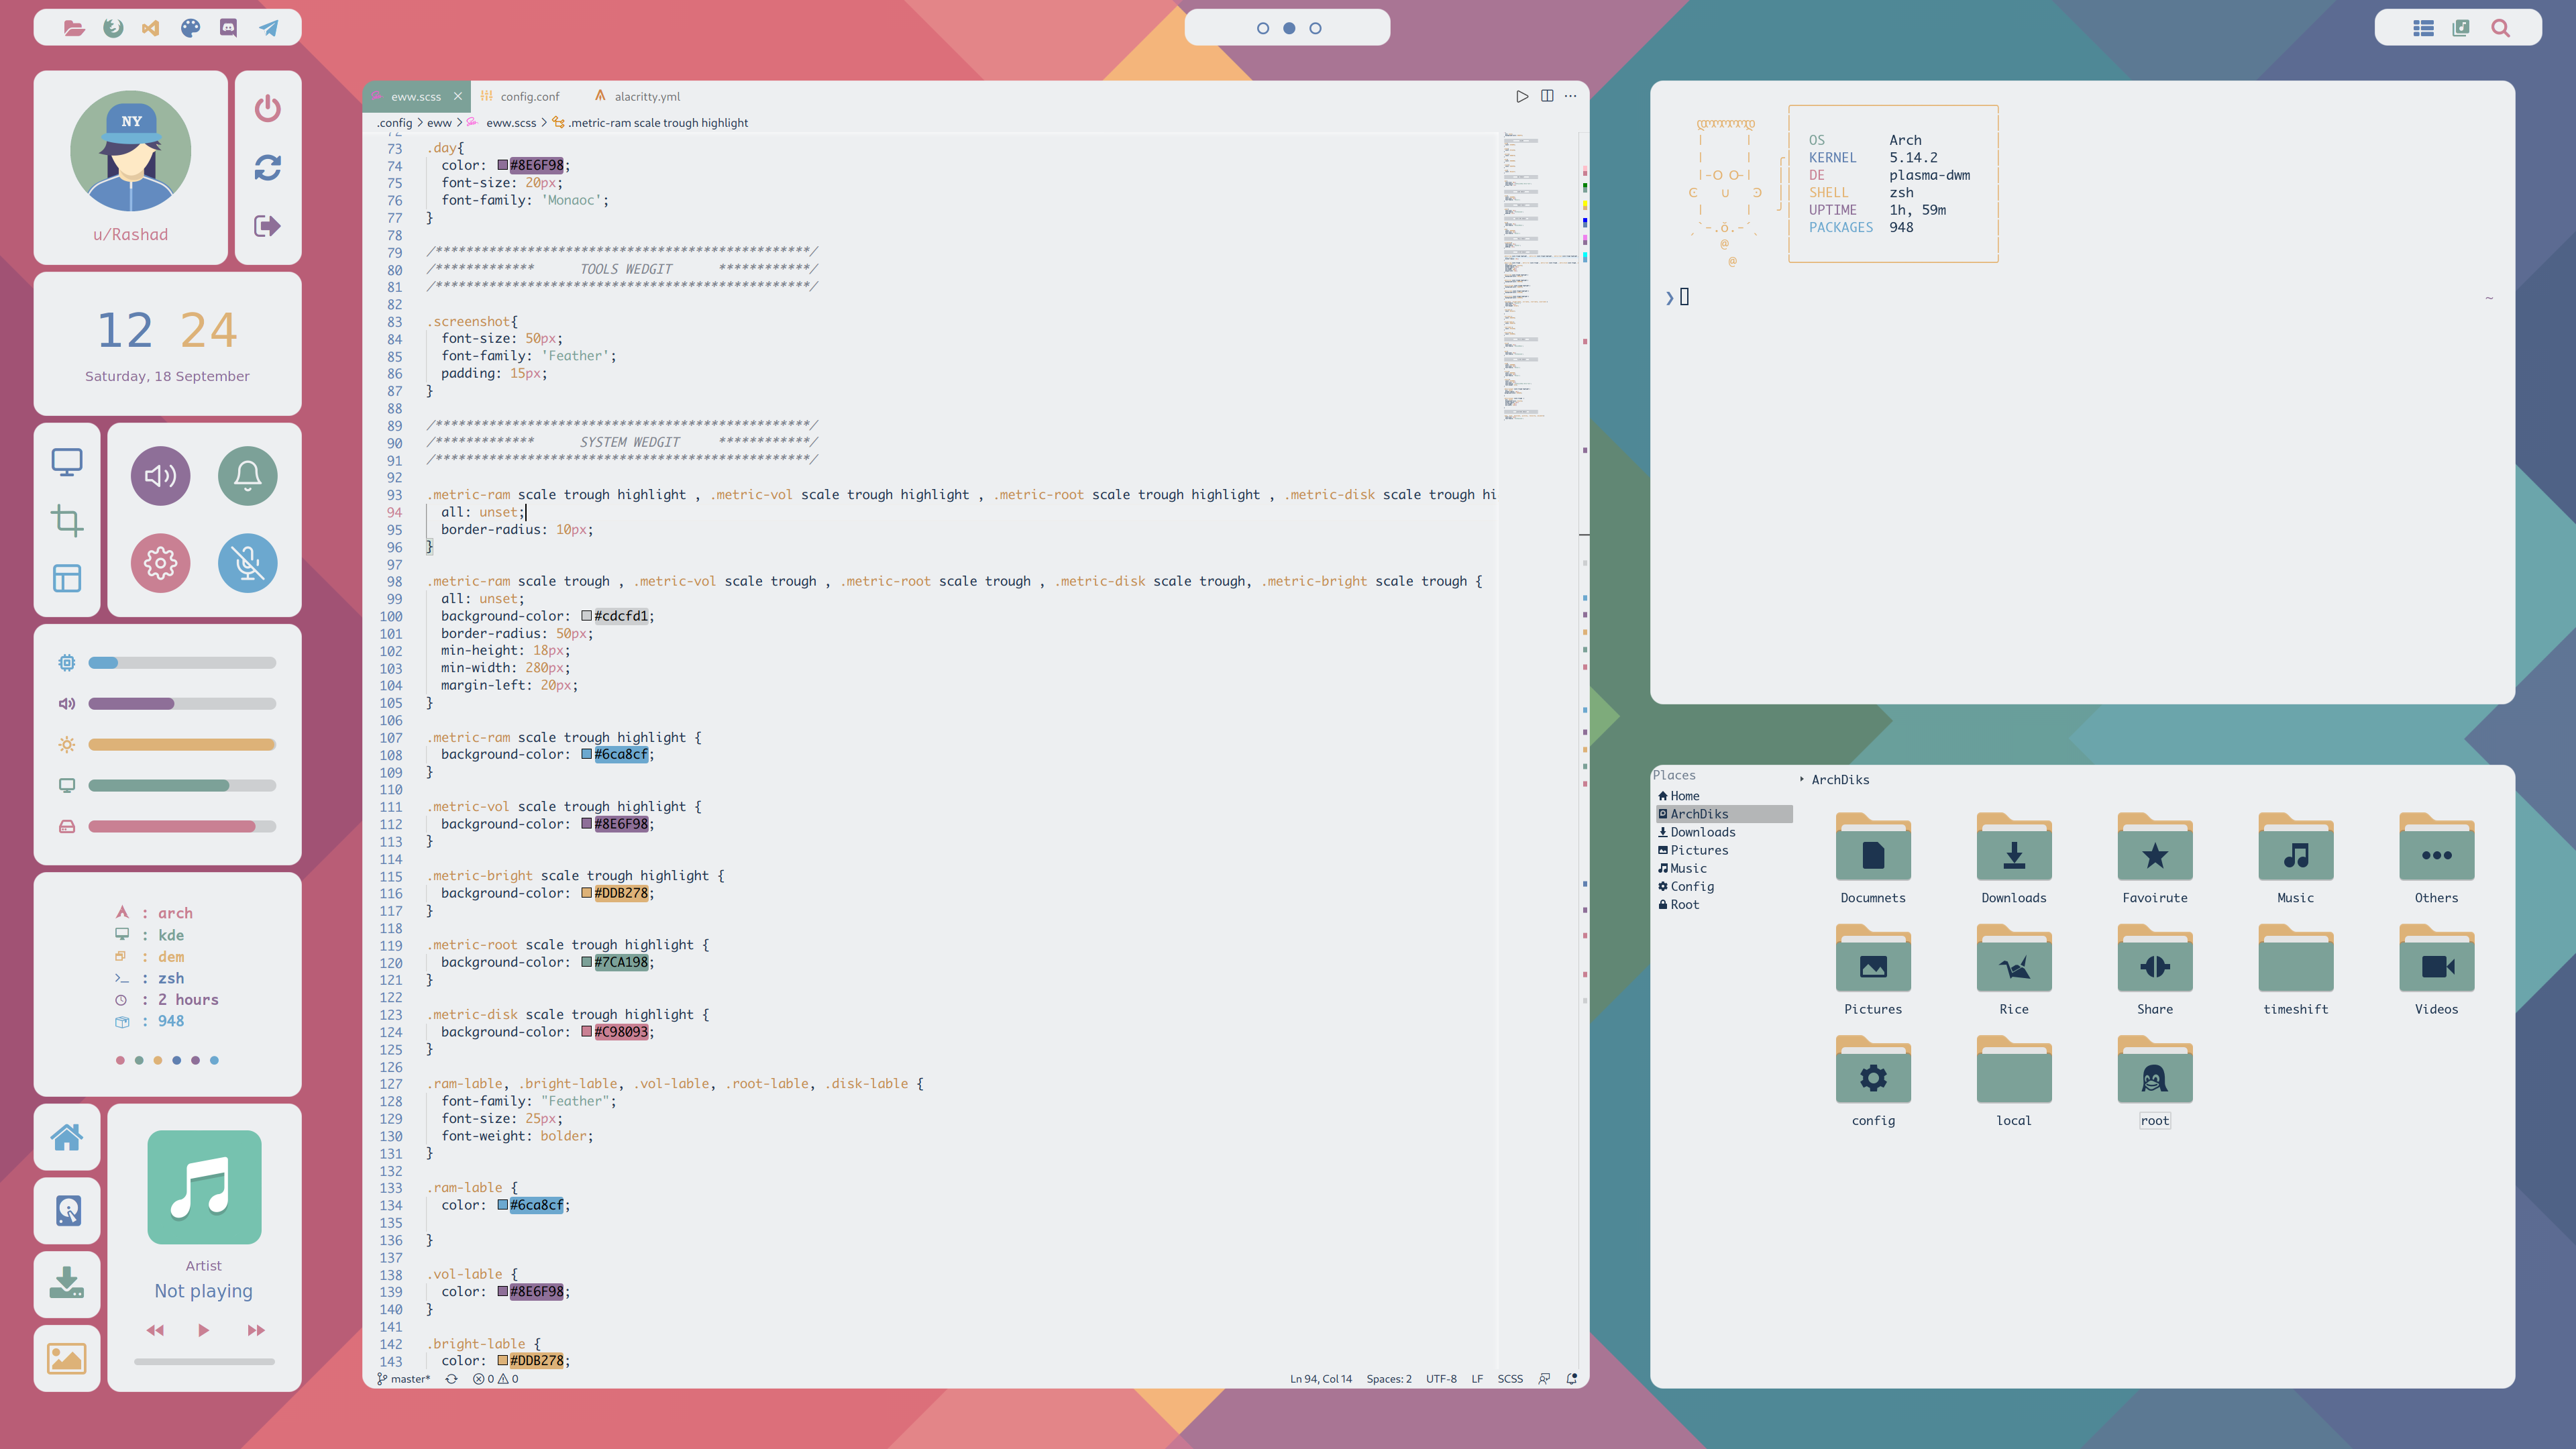 NY
u/Rashad
12 24
Saturday, 18 September
: arch
: kde
: dem
: zsh
: 2 hours
: 948
Artist
Not playing
eww.scss
config.conf
alacritty.yml
.config > eww > eww.scss > .metric-ram scale trough highlight
73 .day{
74 color: #8E6F98;
75 font-size: 20px;
76 font-family: 'Monaoc';
77 }
78
79 /*************************************************/
80 /************* TOOLS WEDGIT ************/
81 /*************************************************/
82
83 .screenshot{
84 font-size: 50px;
85 font-family: 'Feather';
86 padding: 15px;
87 }
88
89 /*************************************************/
90 /************* SYSTEM WEDGIT ************/
91 /*************************************************/
92
93 .metric-ram scale trough highlight , .metric-vol scale trough highlight , .metric-root scale trough highlight , .metric-disk scale trough hi
94 all: unset;
95 border-radius: 10px;
96 }
97
98 .metric-ram scale trough , .metric-vol scale trough , .metric-root scale trough , .metric-disk scale trough, .metric-bright scale trough {
99 all: unset;
100 background-color: #cdcfd1;
101 border-radius: 50px;
102 min-height: 18px;
103 min-width: 280px;
104 margin-left: 20px;
105 }
106
107 .metric-ram scale trough highlight {
108 background-color: #6ca8cf;
109 }
110
111 .metric-vol scale trough highlight {
112 background-color: #8E6F98;
113 }
114
115 .metric-bright scale trough highlight {
116 background-color: #DDB278;
117 }
118
119 .metric-root scale trough highlight {
120 background-color: #7CA198;
121 }
122
123 .metric-disk scale trough highlight {
124 background-color: #C98093;
125 }
126
127 .ram-lable, .bright-lable, .vol-lable, .root-lable, .disk-lable {
128 font-family: "Feather";
129 font-size: 25px;
130 font-weight: bolder;
131 }
132
133 .ram-lable {
134 color: #6ca8cf;
135
136 }
137
138 .vol-lable {
139 color: #8E6F98;
140 }
141
142 .bright-lable {
143 color: #DDB278;
master* 0 0
Ln 94, Col 14 Spaces: 2 UTF-8 LF SCSS
OS Arch
KERNEL 5.14.2
DE plasma-dwm
SHELL zsh
UPTIME 1h, 59m
PACKAGES 948
❯ ~
Places
Home
ArchDiks
Downloads
Pictures
Music
Config
Root
ArchDiks
Documnets Downloads Favoirute Music Others
Pictures Rice Share timeshift Videos
config local root